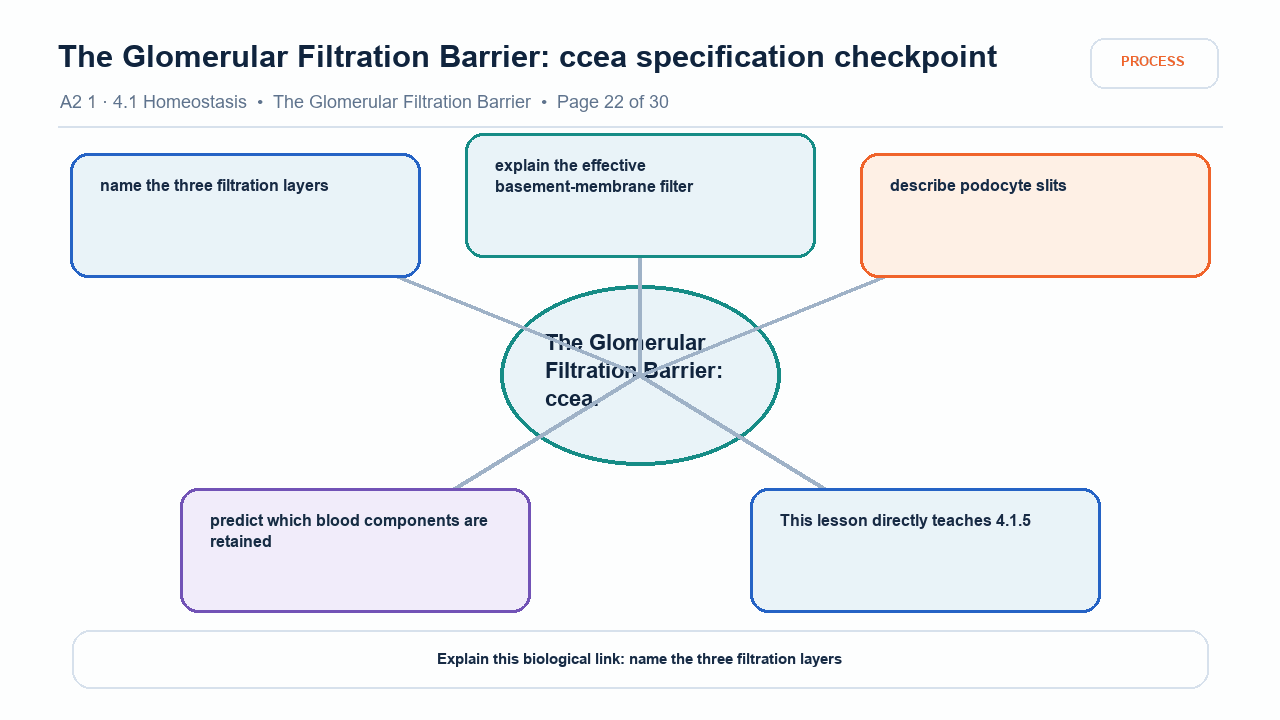 The Glomerular Filtration Barrier: ccea specification checkpoint
PROCESS
A2 1 · 4.1 Homeostasis • The Glomerular Filtration Barrier • Page 22 of 30
name the three filtration layers
explain the effective
basement-membrane filter
describe podocyte slits
The Glomerular
Filtration Barrier:
ccea.
predict which blood components are
retained
This lesson directly teaches 4.1.5
Explain this biological link: name the three filtration layers